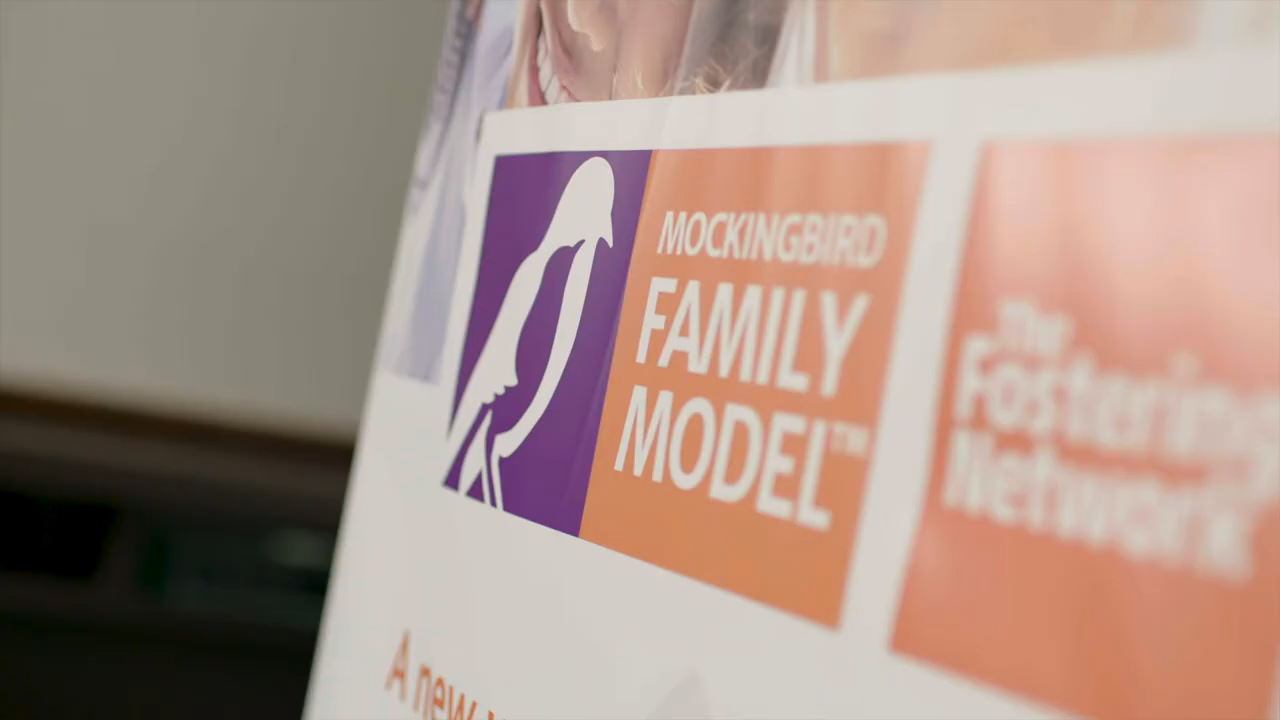 MOCKINGBIRD
FAMILY
MODEL™
The
Fostering
Network
A new